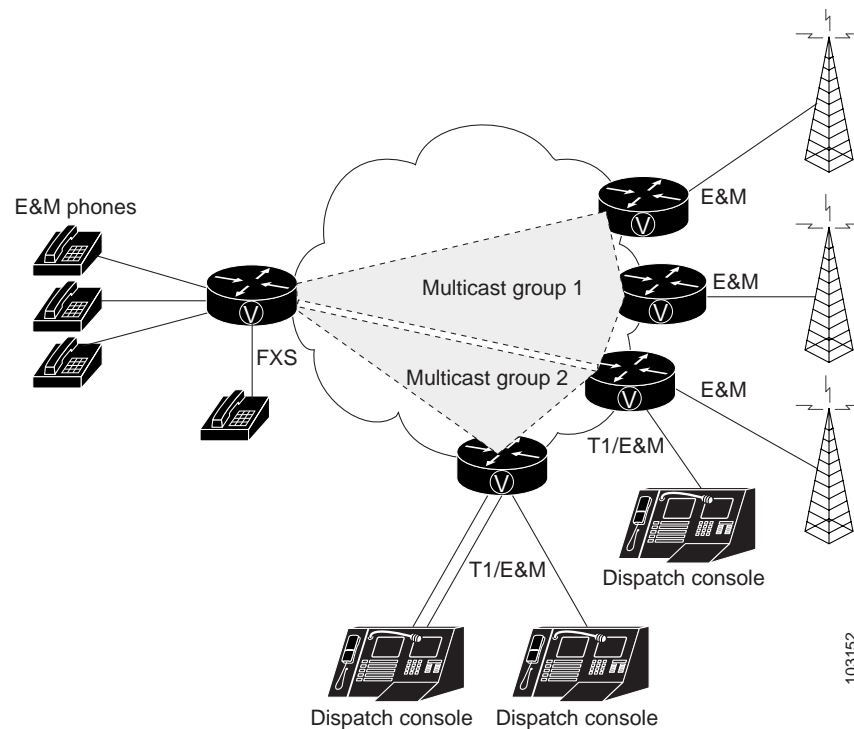 E&M
E&M phones
E&M
Multicast group 1
FXS
Multicast group 2
E&M
T1/E&M
T1/E&M
Dispatch console
Dispatch console
Dispatch console
103152
V
V
V
V
V